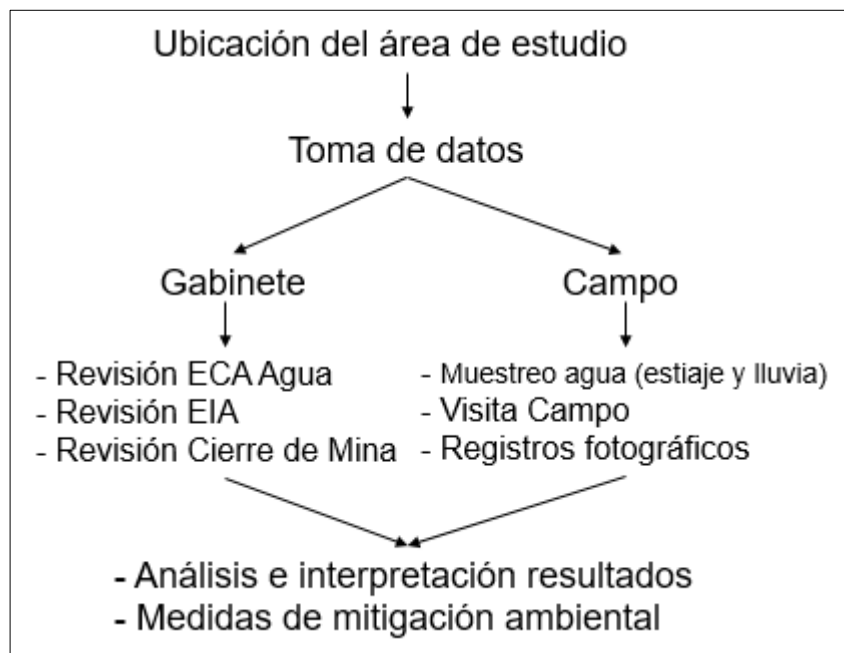 Ubicación del área de estudio
Toma de datos
Gabinete
Campo
- Revisión ECA Agua
- Revisión EIA
- Revisión Cierre de Mina
- Muestreo agua (estiaje y lluvia)
- Visita Campo
- Registros fotográficos
- Análisis e interpretación resultados
- Medidas de mitigación ambiental